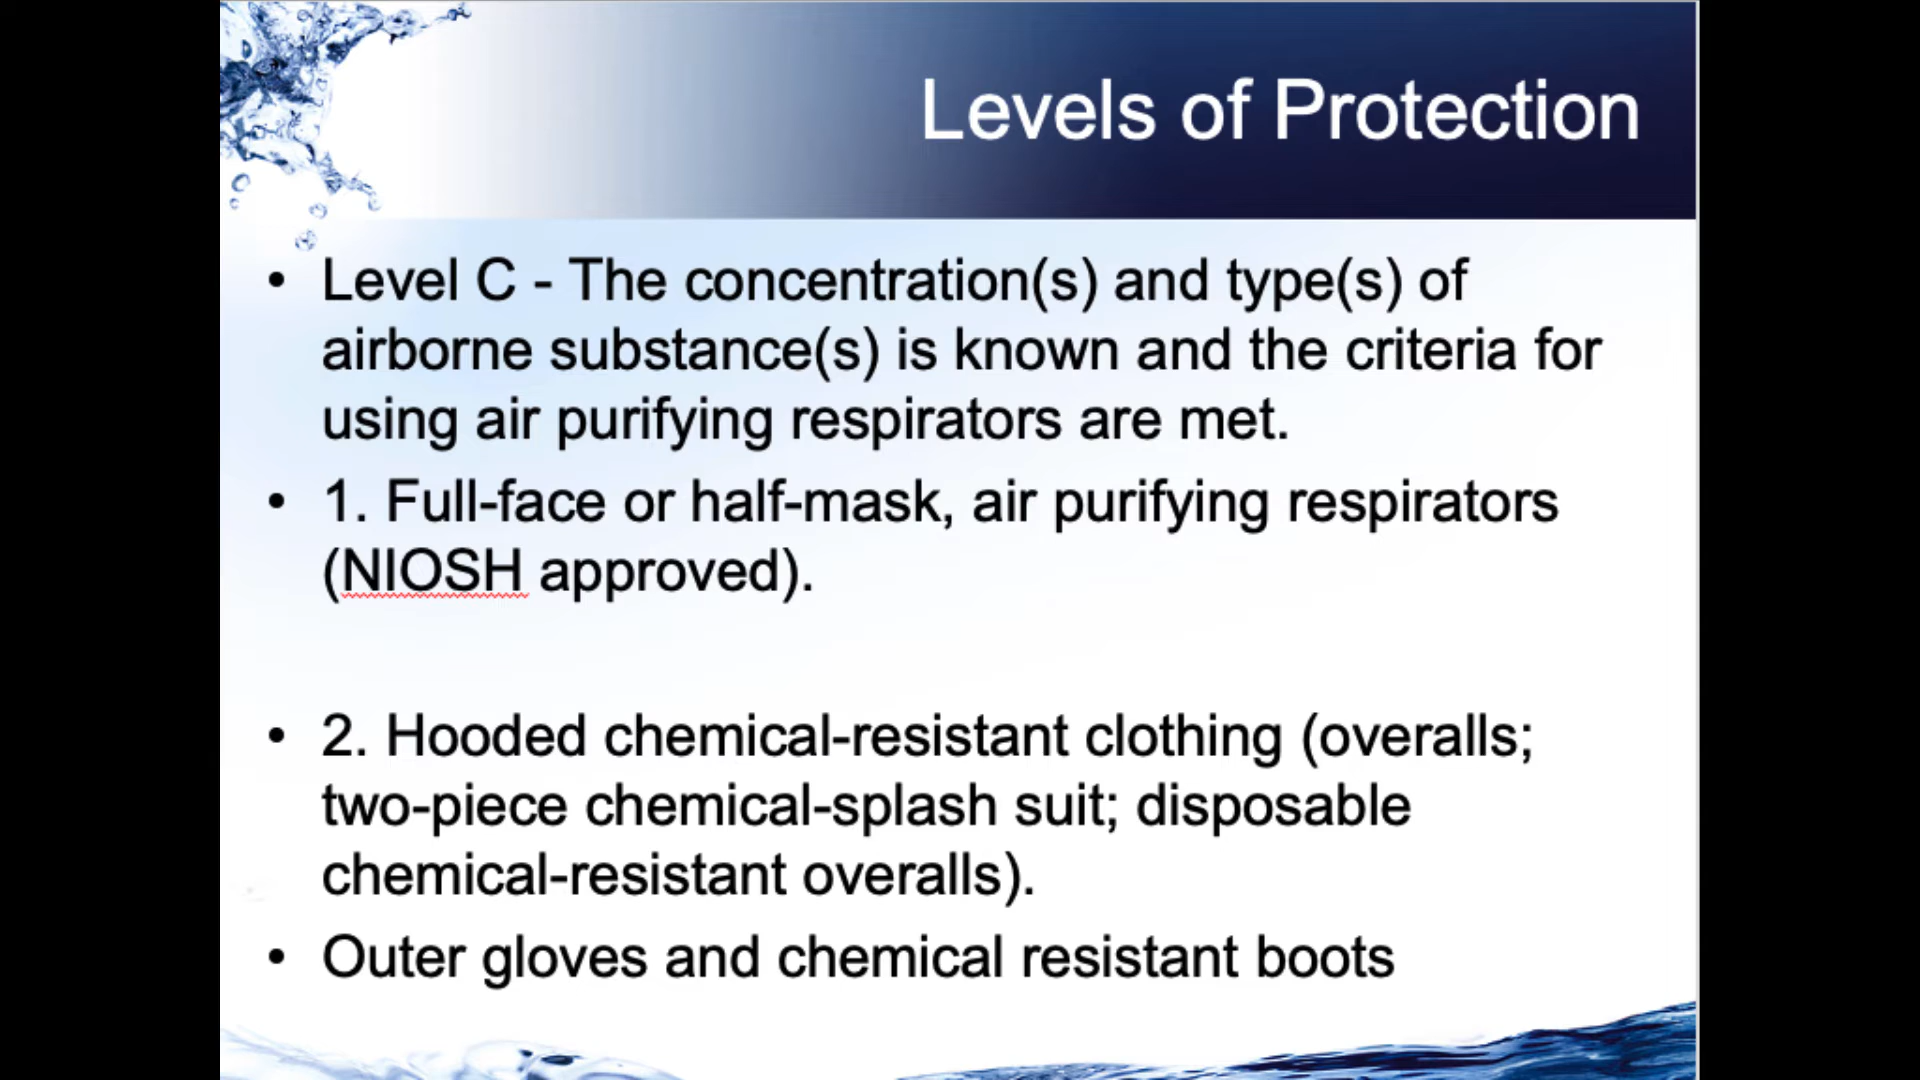 Levels of Protection
• Level C - The concentration(s) and type(s) of
airborne substance(s) is known and the criteria for
using air purifying respirators are met.
• 1. Full-face or half-mask, air purifying respirators
(NIOSH approved).
• 2. Hooded chemical-resistant clothing (overalls;
two-piece chemical-splash suit; disposable
chemical-resistant overalls).
• Outer gloves and chemical resistant boots